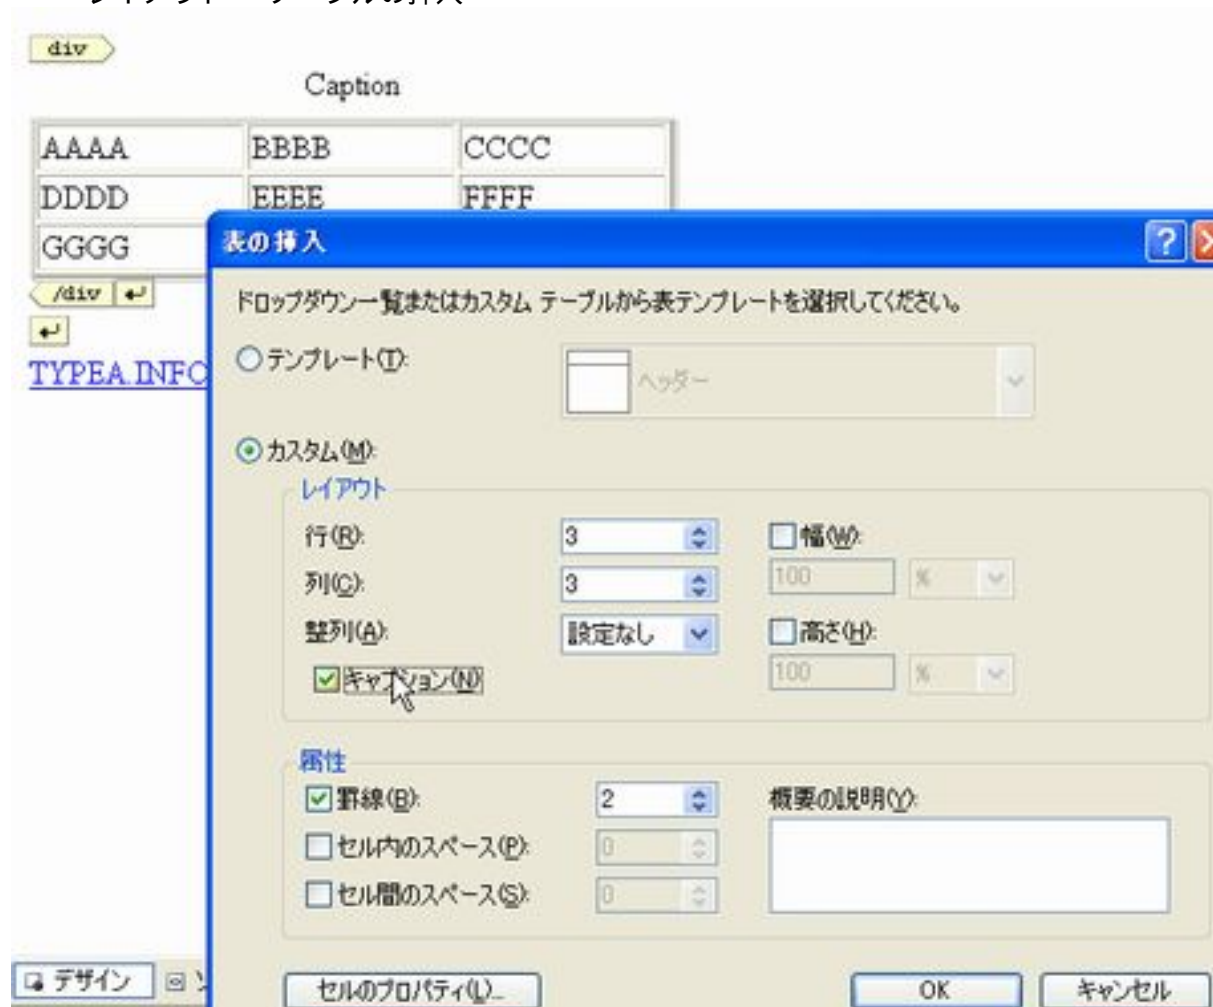 div
Caption
AAAA BBBB CCCC
DDDD EEEE FFFF
GGGG
/div
TYPEA.INFO
表の挿入
ドロップダウン一覧またはカスタム テーブルから表テンプレートを選択してください。
テンプレート(T):
ヘッダー
カスタム(M):
レイアウト
行(R): 3 幅(W):
列(C): 3 100 %
整列(A): 設定なし 高さ(H):
キャプション(N) 100 %
属性
罫線(B): 2 概要の説明(Y):
セル内のスペース(P): 0
セル間のスペース(S): 0
デザイン
セルのプロパティ(L)... OK キャンセル